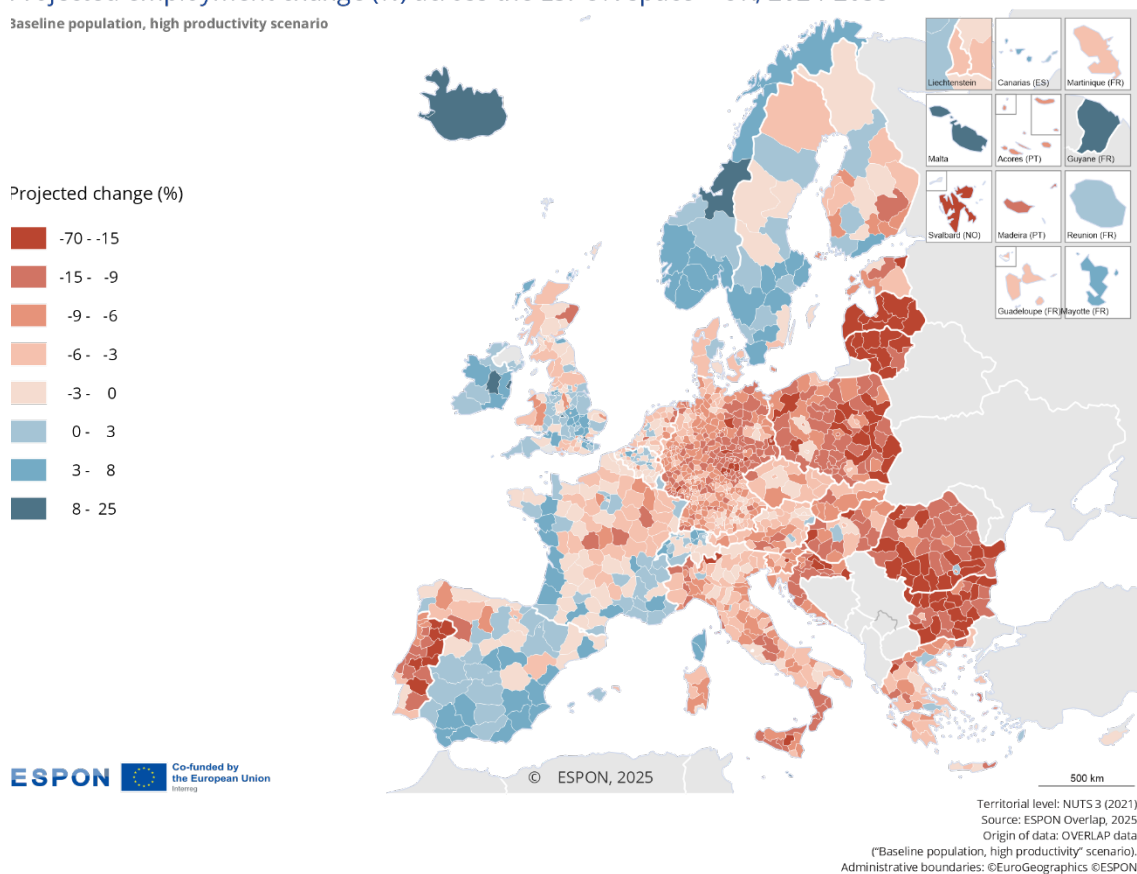 Baseline population, high productivity scenario
Projected change (%)
-70 - -15
-15 - -9
-9 - -6
-6 - -3
-3 - 0
0 - 3
3 - 8
8 - 25
Liechtenstein
Canarias (ES)
Martinique (FR)
Malta
Acores (PT)
Guyane (FR)
Svalbard (NO)
Madeira (PT)
Reunion (FR)
Guadeloupe (FR)
Mayotte (FR)
ESPON
Co-funded by
the European Union
Interreg
© ESPON, 2025
500 km
Territorial level: NUTS 3 (2021)
Source: ESPON Overlap, 2025
Origin of data: OVERLAP data
("Baseline population, high productivity" scenario).
Administrative boundaries: ©EuroGeographics ©ESPON